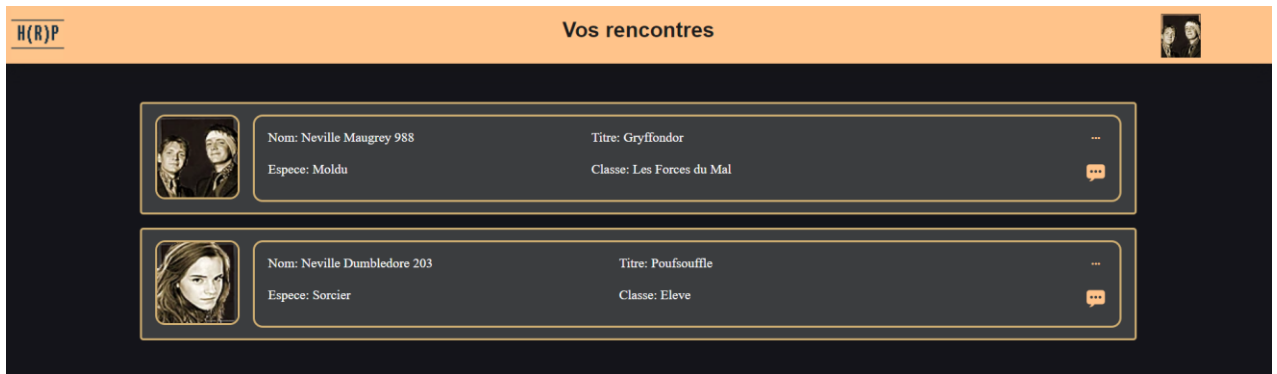 H(R)P
Vos rencontres
Nom: Neville Maugrey 988
Titre: Gryffondor
Espece: Moldu
Classe: Les Forces du Mal
Nom: Neville Dumbledore 203
Titre: Poufsouffle
Espece: Sorcier
Classe: Eleve